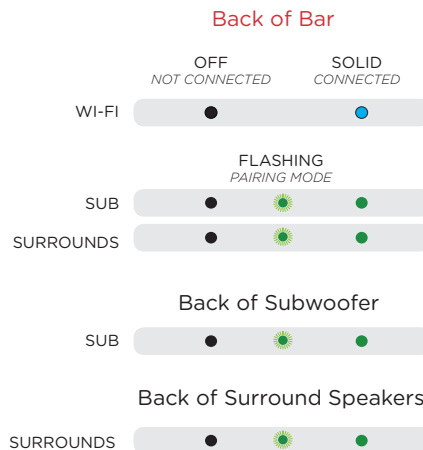 Back of Bar
OFF SOLID
NOT CONNECTED CONNECTED
WI-FI
FLASHING
PAIRING MODE
SUB
SURROUNDS
Back of Subwoofer
SUB
Back of Surround Speakers
SURROUNDS